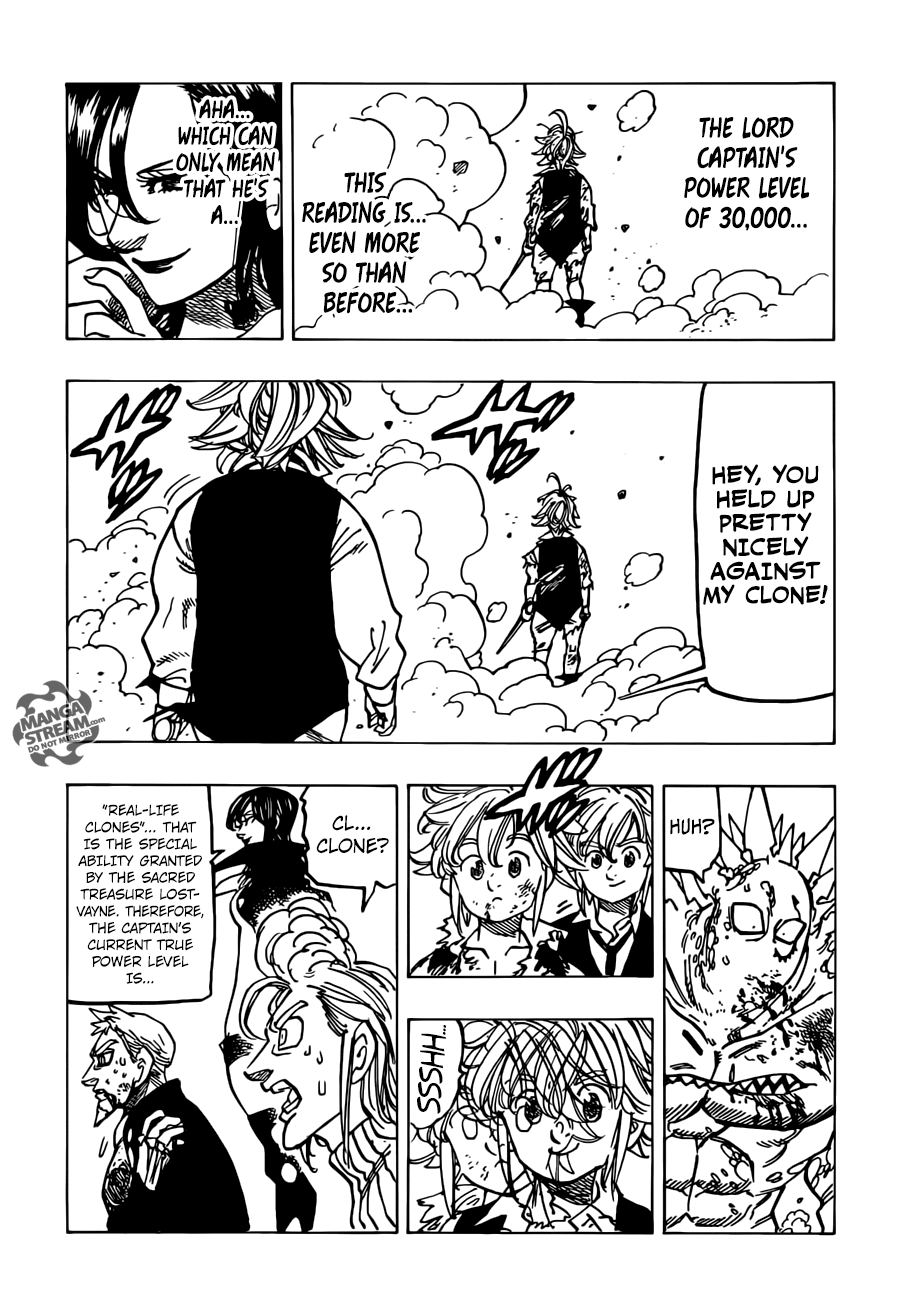 THE LORD
CAPTAIN'S
POWER LEVEL
OF 30,000...
THIS
READING IS...
EVEN MORE
SO THAN
BEFORE...
AHA...
WHICH CAN
ONLY MEAN
THAT HE'S
A...
HEY, YOU
HELD UP
PRETTY
NICELY
AGAINST
MY CLONE!
MANGA
STREAM.com
DO NOT MIRROR
HUH?
SSSHH...
CL...
CLONE?
"REAL-LIFE
CLONES"... THAT
IS THE SPECIAL
ABILITY GRANTED
BY THE SACRED
TREASURE LOST-
VAYNE. THEREFORE,
THE CAPTAIN'S
CURRENT TRUE
POWER LEVEL
IS...